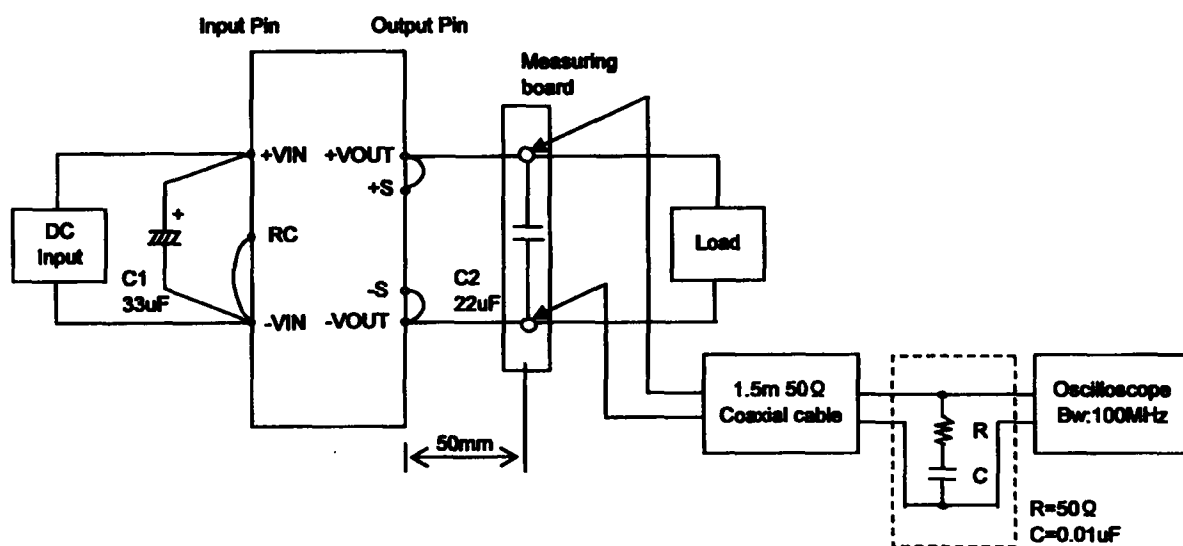 Input Pin
Output Pin
Measuring
board
+VIN
+VOUT
+S
DC
Input
+
RC
Load
C1
33uF
-S
C2
22uF
-VIN
-VOUT
50mm
1.5m 50Ω
Coaxial cable
R
C
Oscilloscope
Bw:100MHz
R=50Ω
C=0.01uF